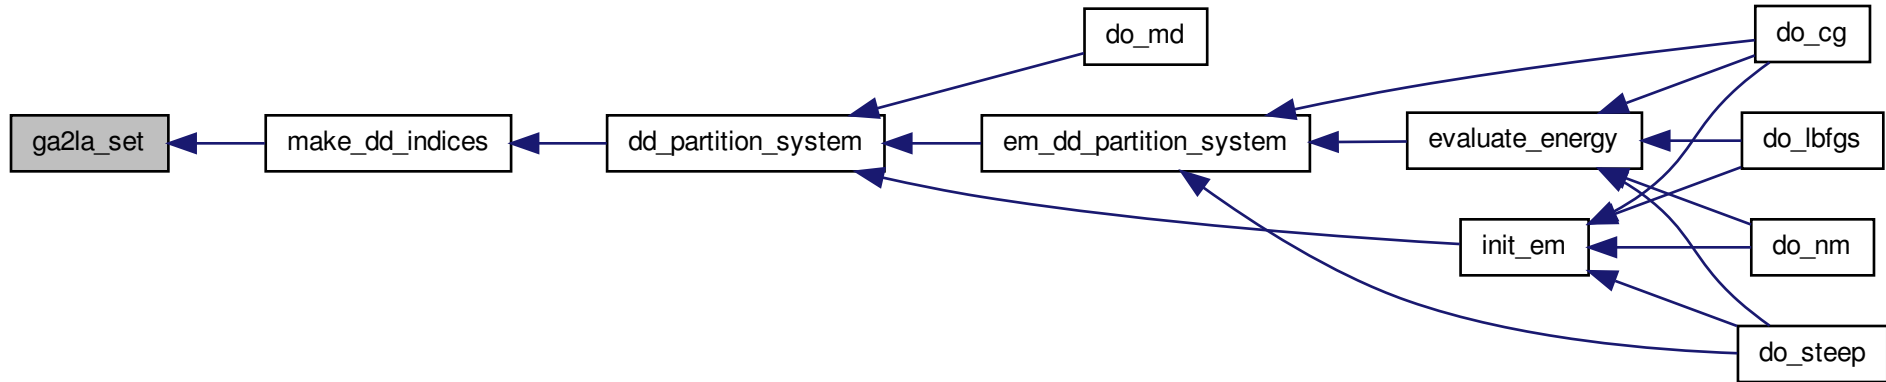 ga2la_set
make_dd_indices
dd_partition_system
do_md
em_dd_partition_system
evaluate_energy
init_em
do_cg
do_lbfgs
do_nm
do_steep